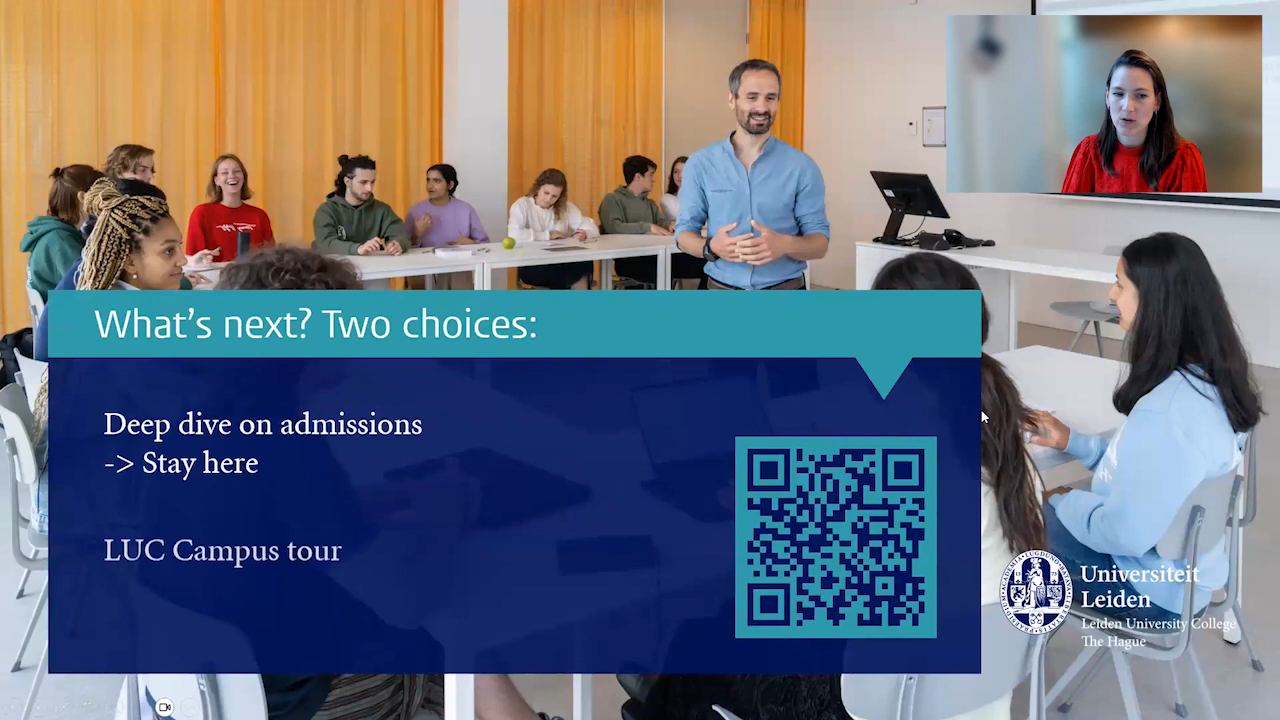 What's next? Two choices:
Deep dive on admissions
-> Stay here
LUC Campus tour
Universiteit
Leiden
Leiden University College
The Hague